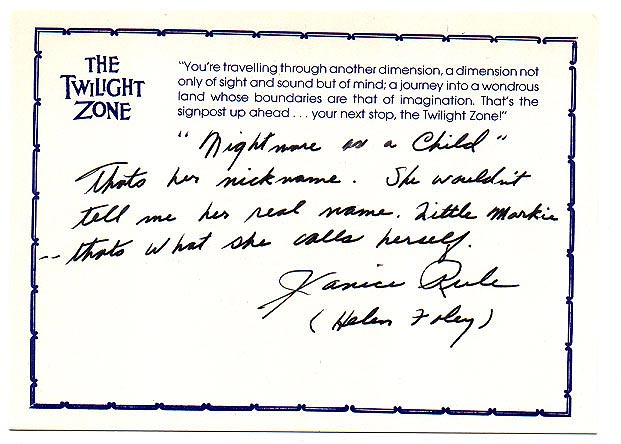 THE
TWILIGHT
ZONE
"You're travelling through another dimension, a dimension not
only of sight and sound but of mind; a journey into a wondrous
land whose boundaries are that of imagination. That's the
signpost up ahead . . . your next stop, the Twilight Zone!"
"Nightmare as a Child"
Thats her nickname. She wouldn't
tell me her real name. Little Markie
-- thats what she calls herself.
Janice Rule
(Helen Foley)